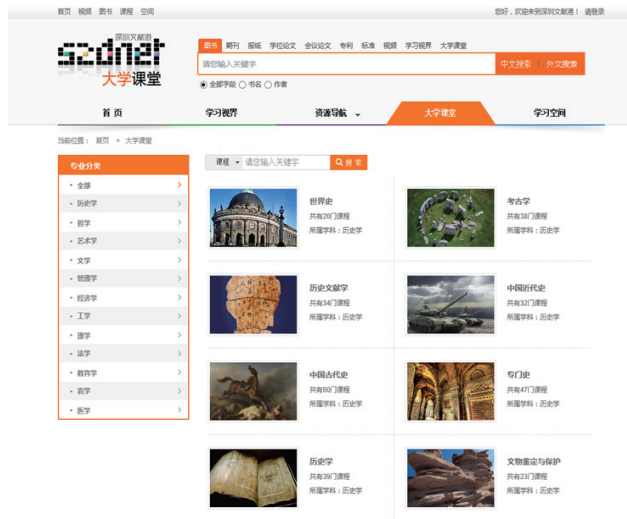 首页 视频 图书 课程 空间
您好，欢迎来到深圳文献港！ 请登录
深圳文献港
szdnet
大学课堂
图书 期刊 报纸 学位论文 会议论文 专利 标准 视频 学习视界 大学课堂
请您输入关键字 中文搜索 外文搜索
全部字段 书名 作者
首 页 学习视界 资源导航 大学课堂 学习空间
当前位置： 首页 > 大学课堂
专业分类
· 全部 >
· 历史学 >
· 哲学 >
· 艺术学 >
· 文学 >
· 管理学 >
· 经济学 >
· 工学 >
· 理学 >
· 法学 >
· 教育学 >
· 农学 >
· 医学 >
课程 请您输入关键字 搜 索
世界史
共有20门课程
所属学科：历史学
考古学
共有38门课程
所属学科：历史学
历史文献学
共有34门课程
所属学科：历史学
中国近代史
共有32门课程
所属学科：历史学
中国古代史
共有60门课程
所属学科：历史学
专门史
共有47门课程
所属学科：历史学
历史学
共有39门课程
所属学科：历史学
文物鉴定与保护
共有23门课程
所属学科：历史学